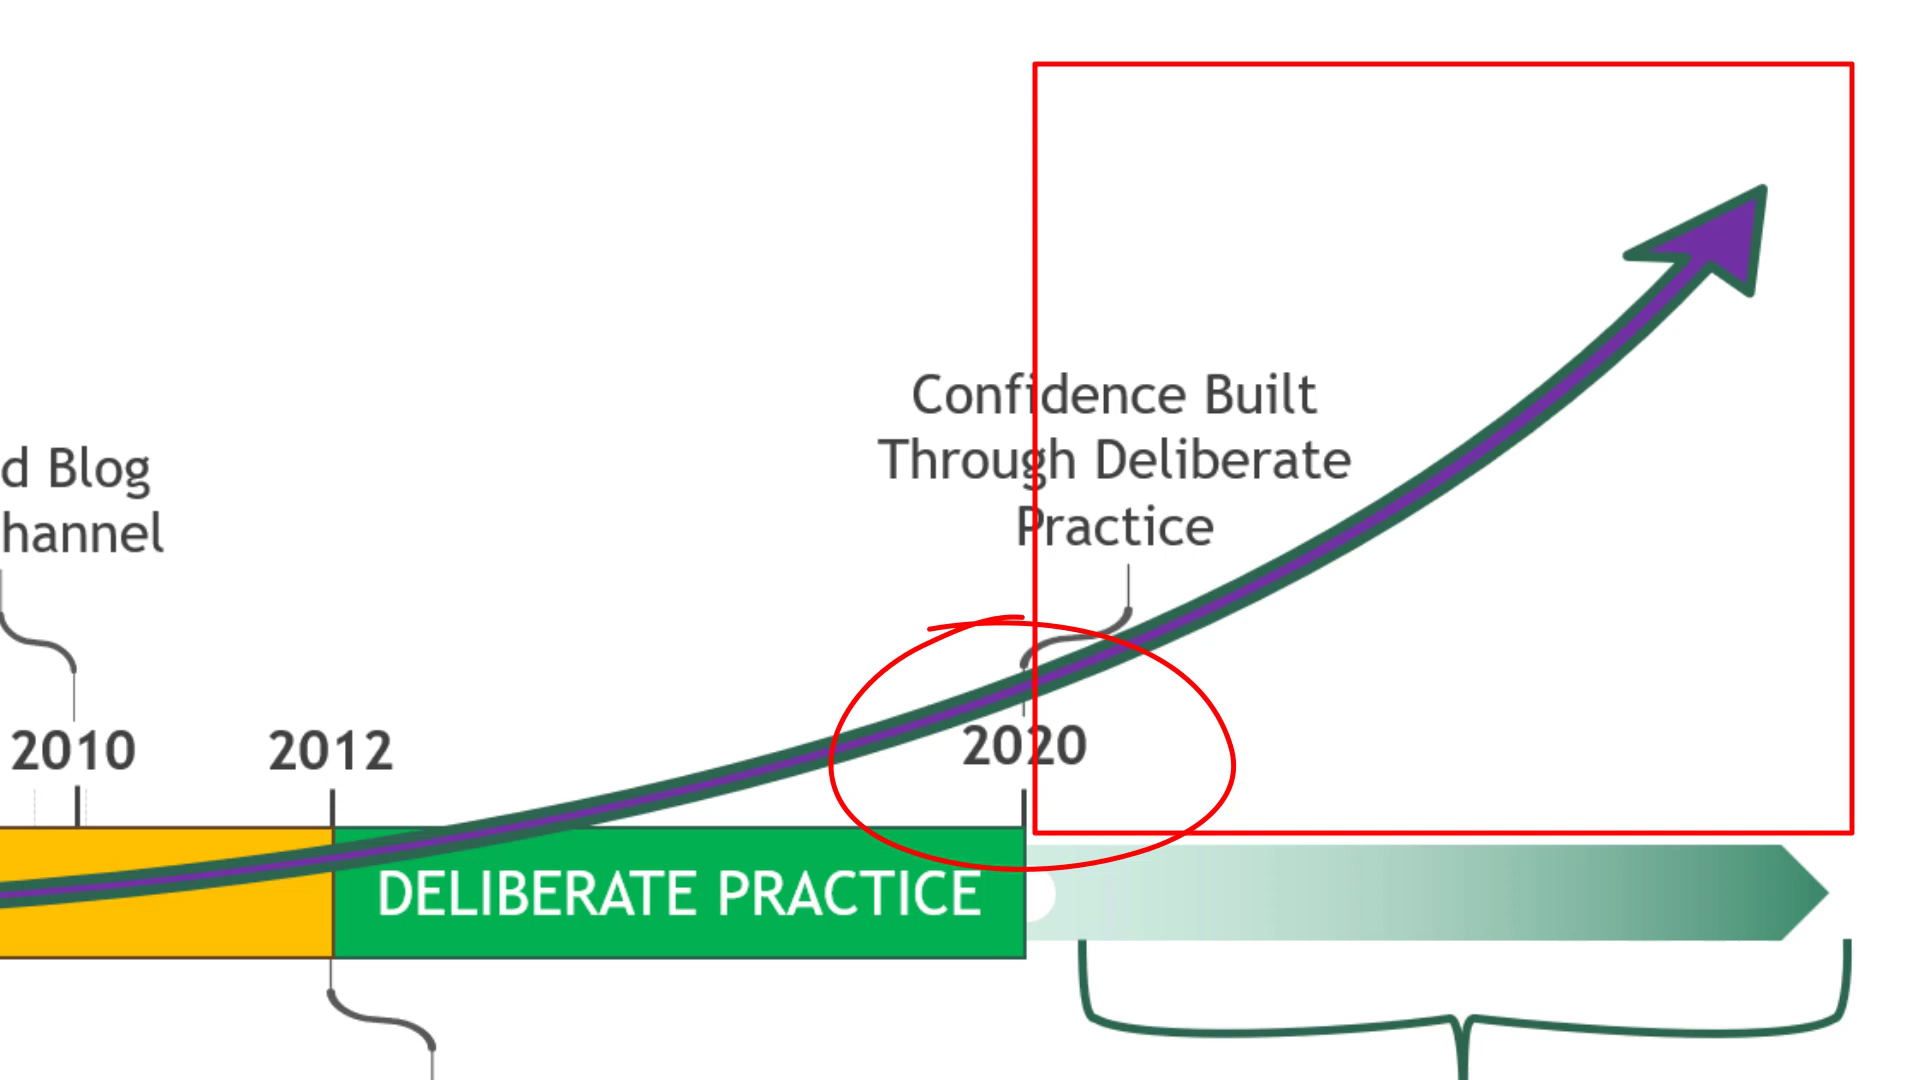 Confidence Built
Through Deliberate
Practice
d Blog
hannel
2010
2012
2020
DELIBERATE PRACTICE